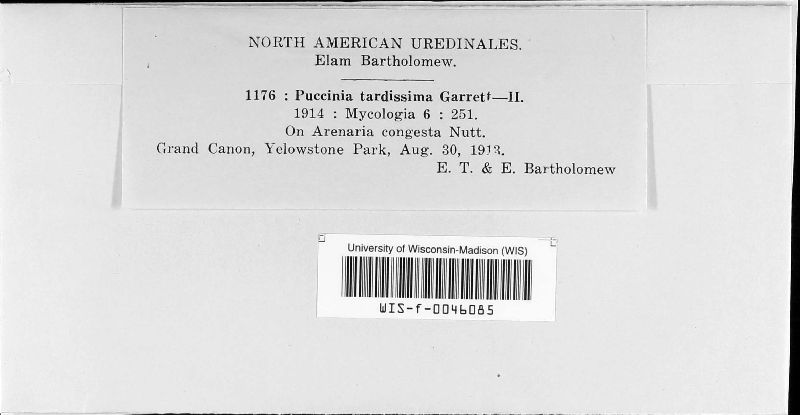 NORTH AMERICAN UREDINALES.
Elam Bartholomew.
1176 : Puccinia tardissima Garrett—II.
1914 : Mycologia 6 : 251.
On Arenaria congesta Nutt.
Grand Canon, Yelowstone Park, Aug. 30, 1913.
E. T. & E. Bartholomew
University of Wisconsin-Madison (WIS)
WIS-f-0046085